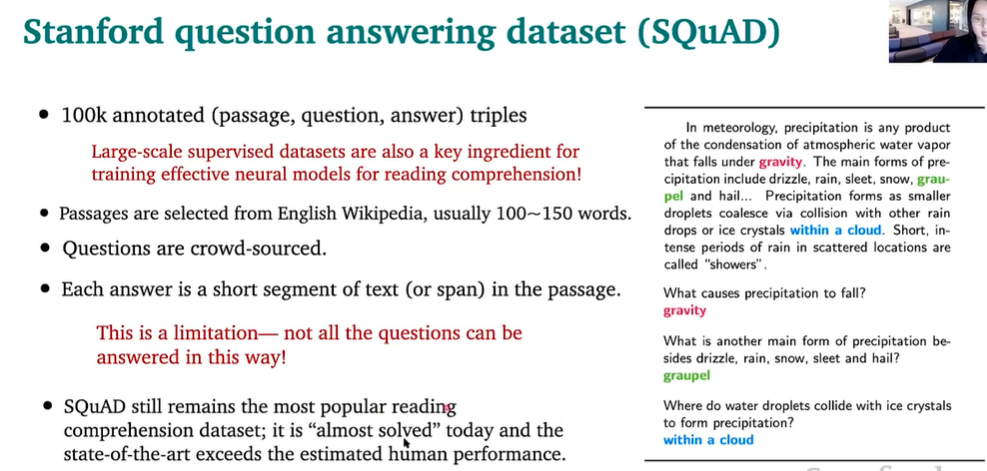 Stanford question answering dataset (SQuAD)
• 100k annotated (passage, question, answer) triples
Large-scale supervised datasets are also a key ingredient for
training effective neural models for reading comprehension!
• Passages are selected from English Wikipedia, usually 100~150 words.
• Questions are crowd-sourced.
• Each answer is a short segment of text (or span) in the passage.
This is a limitation— not all the questions can be
answered in this way!
• SQuAD still remains the most popular reading
comprehension dataset; it is “almost solved” today and the
state-of-the-art exceeds the estimated human performance.
In meteorology, precipitation is any product
of the condensation of atmospheric water vapor
that falls under gravity. The main forms of pre-
cipitation include drizzle, rain, sleet, snow, grau-
pel and hail... Precipitation forms as smaller
droplets coalesce via collision with other rain
drops or ice crystals within a cloud. Short, in-
tense periods of rain in scattered locations are
called “showers”.
What causes precipitation to fall?
gravity
What is another main form of precipitation be-
sides drizzle, rain, snow, sleet and hail?
graupel
Where do water droplets collide with ice crystals
to form precipitation?
within a cloud